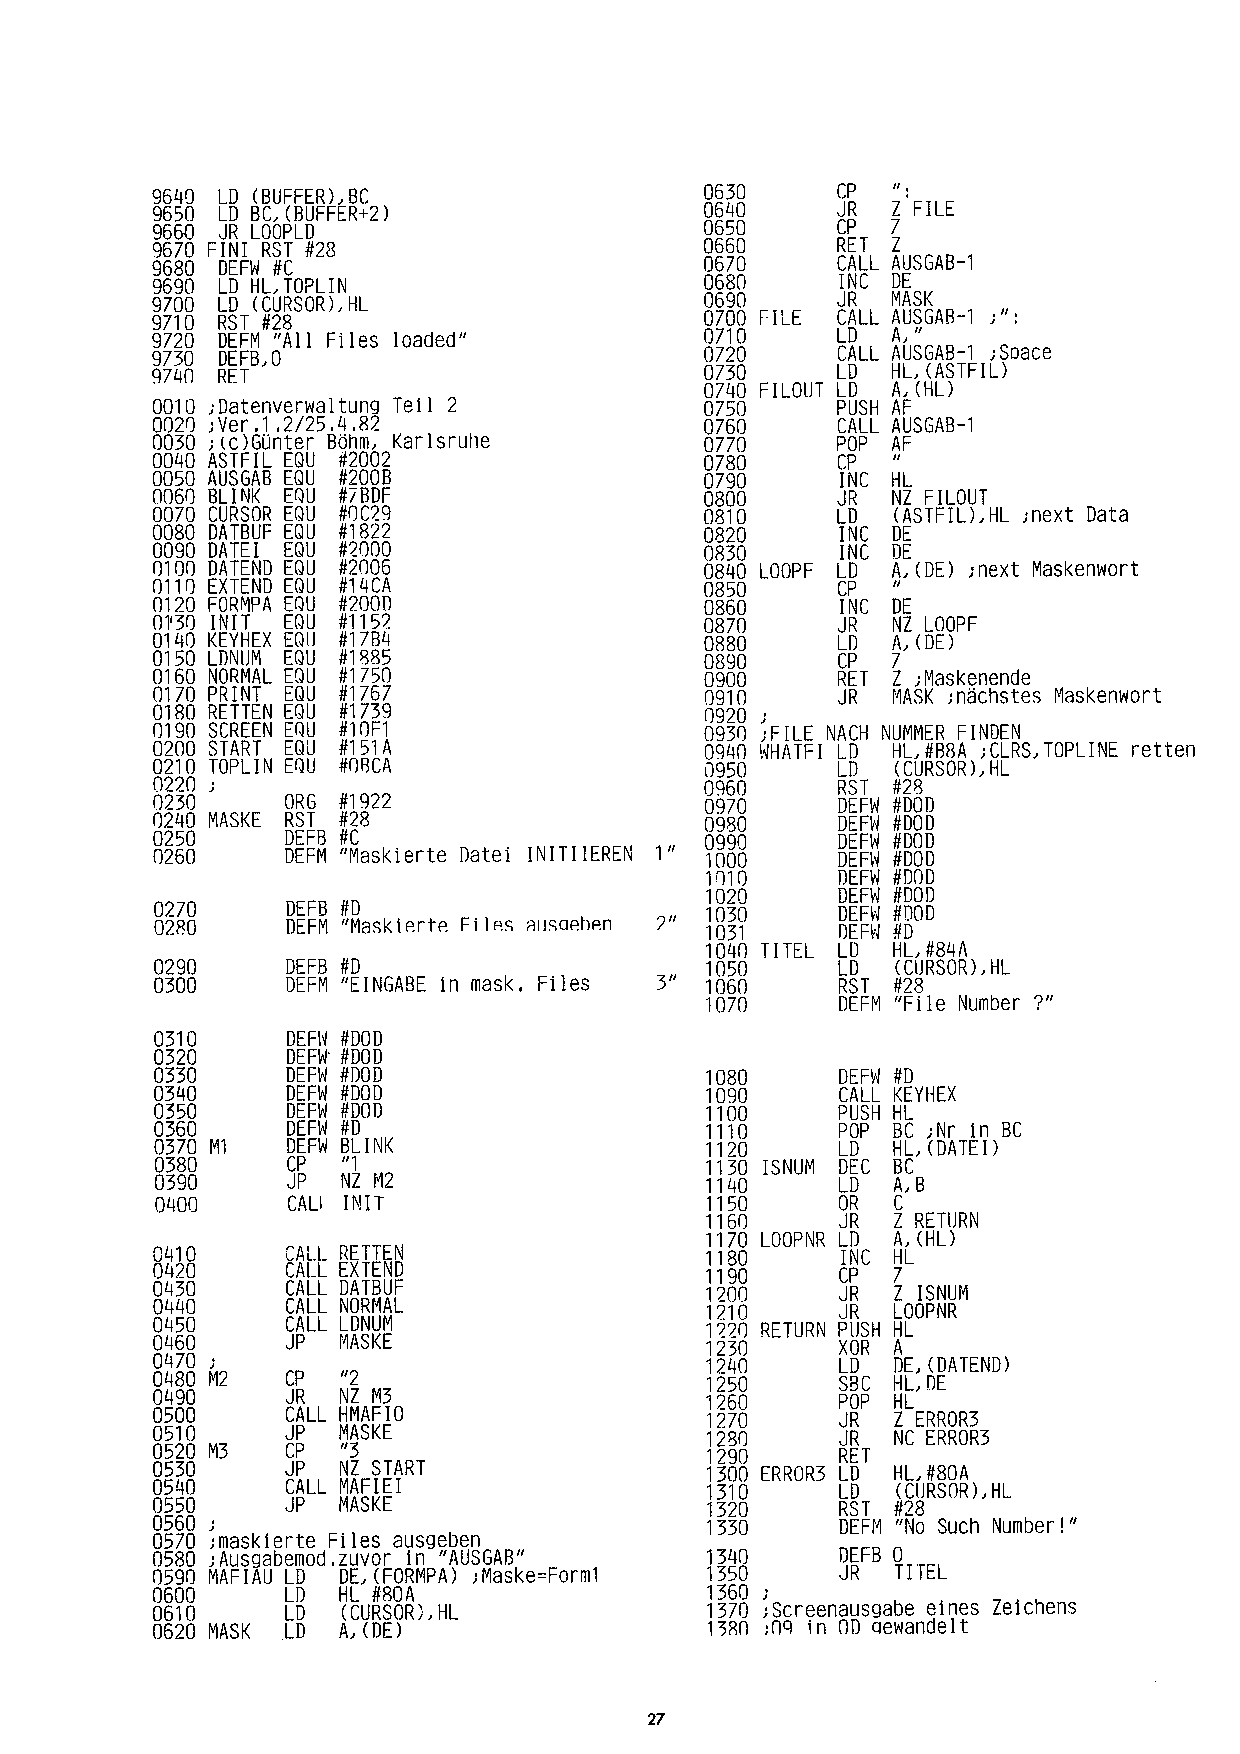 9640  LD (BUFFER),BC
9650  LD BC,(BUFFER+2)
9660  JR LOOPLD
9670 FINI RST #28
9680  DEFW #C
9690  LD HL,TOPLIN
9700  LD (CURSOR),HL
9710  RST #28
9720  DEFM "All Files loaded"
9730  DEFB,0
9740  RET
0010 ;Datenverwaltung Teil 2
0020 ;Ver.1.2/25.4.82
0030 ;(c)Günter Böhm, Karlsruhe
0040 ASTFIL EQU  #2002
0050 AUSGAB EQU  #200B
0060 BLINK  EQU  #7BDF
0070 CURSOR EQU  #0C29
0080 DATBUF EQU  #1822
0090 DATEI  EQU  #2000
0100 DATEND EQU  #2006
0110 EXTEND EQU  #14CA
0120 FORMPA EQU  #200D
0130 INIT   EQU  #1152
0140 KEYHEX EQU  #17B4
0150 LDNUM  EQU  #1885
0160 NORMAL EQU  #1750
0170 PRINT  EQU  #1767
0180 RETTEN EQU  #1739
0190 SCREEN EQU  #10F1
0200 START  EQU  #151A
0210 TOPLIN EQU  #0BCA
0220 ;
0230        ORG  #1922
0240 MASKE  RST  #28
0250        DEFB #C
0260        DEFM "Maskierte Datei INITIIEREN  1"
0270        DEFB #D
0280        DEFM "Maskierte Files ausgeben    2"
0290        DEFB #D
0300        DEFM "EINGABE in mask. Files      3"
0310        DEFW #D0D
0320        DEFW #D0D
0330        DEFW #D0D
0340        DEFW #D0D
0350        DEFW #D0D
0360        DEFW #D
0370 M1     DEFW BLINK
0380        CP   "1
0390        JP   NZ M2
0400        CALL INIT
0410        CALL RETTEN
0420        CALL EXTEND
0430        CALL DATBUF
0440        CALL NORMAL
0450        CALL LDNUM
0460        JP   MASKE
0470 ;
0480 M2     CP   "2
0490        JR   NZ M3
0500        CALL HMAFIO
0510        JP   MASKE
0520 M3     CP   "3
0530        JP   NZ START
0540        CALL MAFIEI
0550        JP   MASKE
0560 ;
0570 ;maskierte Files ausgeben
0580 ;Ausgabemod.zuvor in "AUSGAB"
0590 MAFIAU LD   DE,(FORMPA) ;Maske=Form1
0600        LD   HL #80A
0610        LD   (CURSOR),HL
0620 MASK   LD   A,(DE)
0630        CP   ":
0640        JR   Z FILE
0650        CP   7
0660        RET  Z
0670        CALL AUSGAB-1
0680        INC  DE
0690        JR   MASK
0700 FILE   CALL AUSGAB-1 ;":
0710        LD   A,"
0720        CALL AUSGAB-1 ;Space
0730        LD   HL,(ASTFIL)
0740 FILOUT LD   A,(HL)
0750        PUSH AF
0760        CALL AUSGAB-1
0770        POP  AF
0780        CP   "
0790        INC  HL
0800        JR   NZ FILOUT
0810        LD   (ASTFIL),HL ;next Data
0820        INC  DE
0830        INC  DE
0840 LOOPF  LD   A,(DE) ;next Maskenwort
0850        CP   "
0860        INC  DE
0870        JR   NZ LOOPF
0880        LD   A,(DE)
0890        CP   7
0900        RET  Z ;Maskenende
0910        JR   MASK ;nächstes Maskenwort
0920 ;
0930 ;FILE NACH NUMMER FINDEN
0940 WHATFI LD   HL,#B8A ;CLRS,TOPLINE retten
0950        LD   (CURSOR),HL
0960        RST  #28
0970        DEFW #D0D
0980        DEFW #D0D
0990        DEFW #D0D
1000        DEFW #D0D
1010        DEFW #D0D
1020        DEFW #D0D
1030        DEFW #D0D
1031        DEFW #D
1040 TITEL  LD   HL,#84A
1050        LD   (CURSOR),HL
1060        RST  #28
1070        DEFM "File Number ?"
1080        DEFW #D
1090        CALL KEYHEX
1100        PUSH HL
1110        POP  BC ;Nr in BC
1120        LD   HL,(DATEI)
1130 ISNUM  DEC  BC
1140        LD   A,B
1150        OR   C
1160        JR   Z RETURN
1170 LOOPNR LD   A,(HL)
1180        INC  HL
1190        CP   7
1200        JR   Z ISNUM
1210        JR   LOOPNR
1220 RETURN PUSH HL
1230        XOR  A
1240        LD   DE,(DATEND)
1250        SBC  HL,DE
1260        POP  HL
1270        JR   Z ERROR3
1280        JR   NC ERROR3
1290        RET
1300 ERROR3 LD   HL,#80A
1310        LD   (CURSOR),HL
1320        RST  #28
1330        DEFM "No Such Number!"
1340        DEFB 0
1350        JR   TITEL
1360 ;
1370 ;Screenausgabe eines Zeichens
1380 ;09 in 0D gewandelt
27